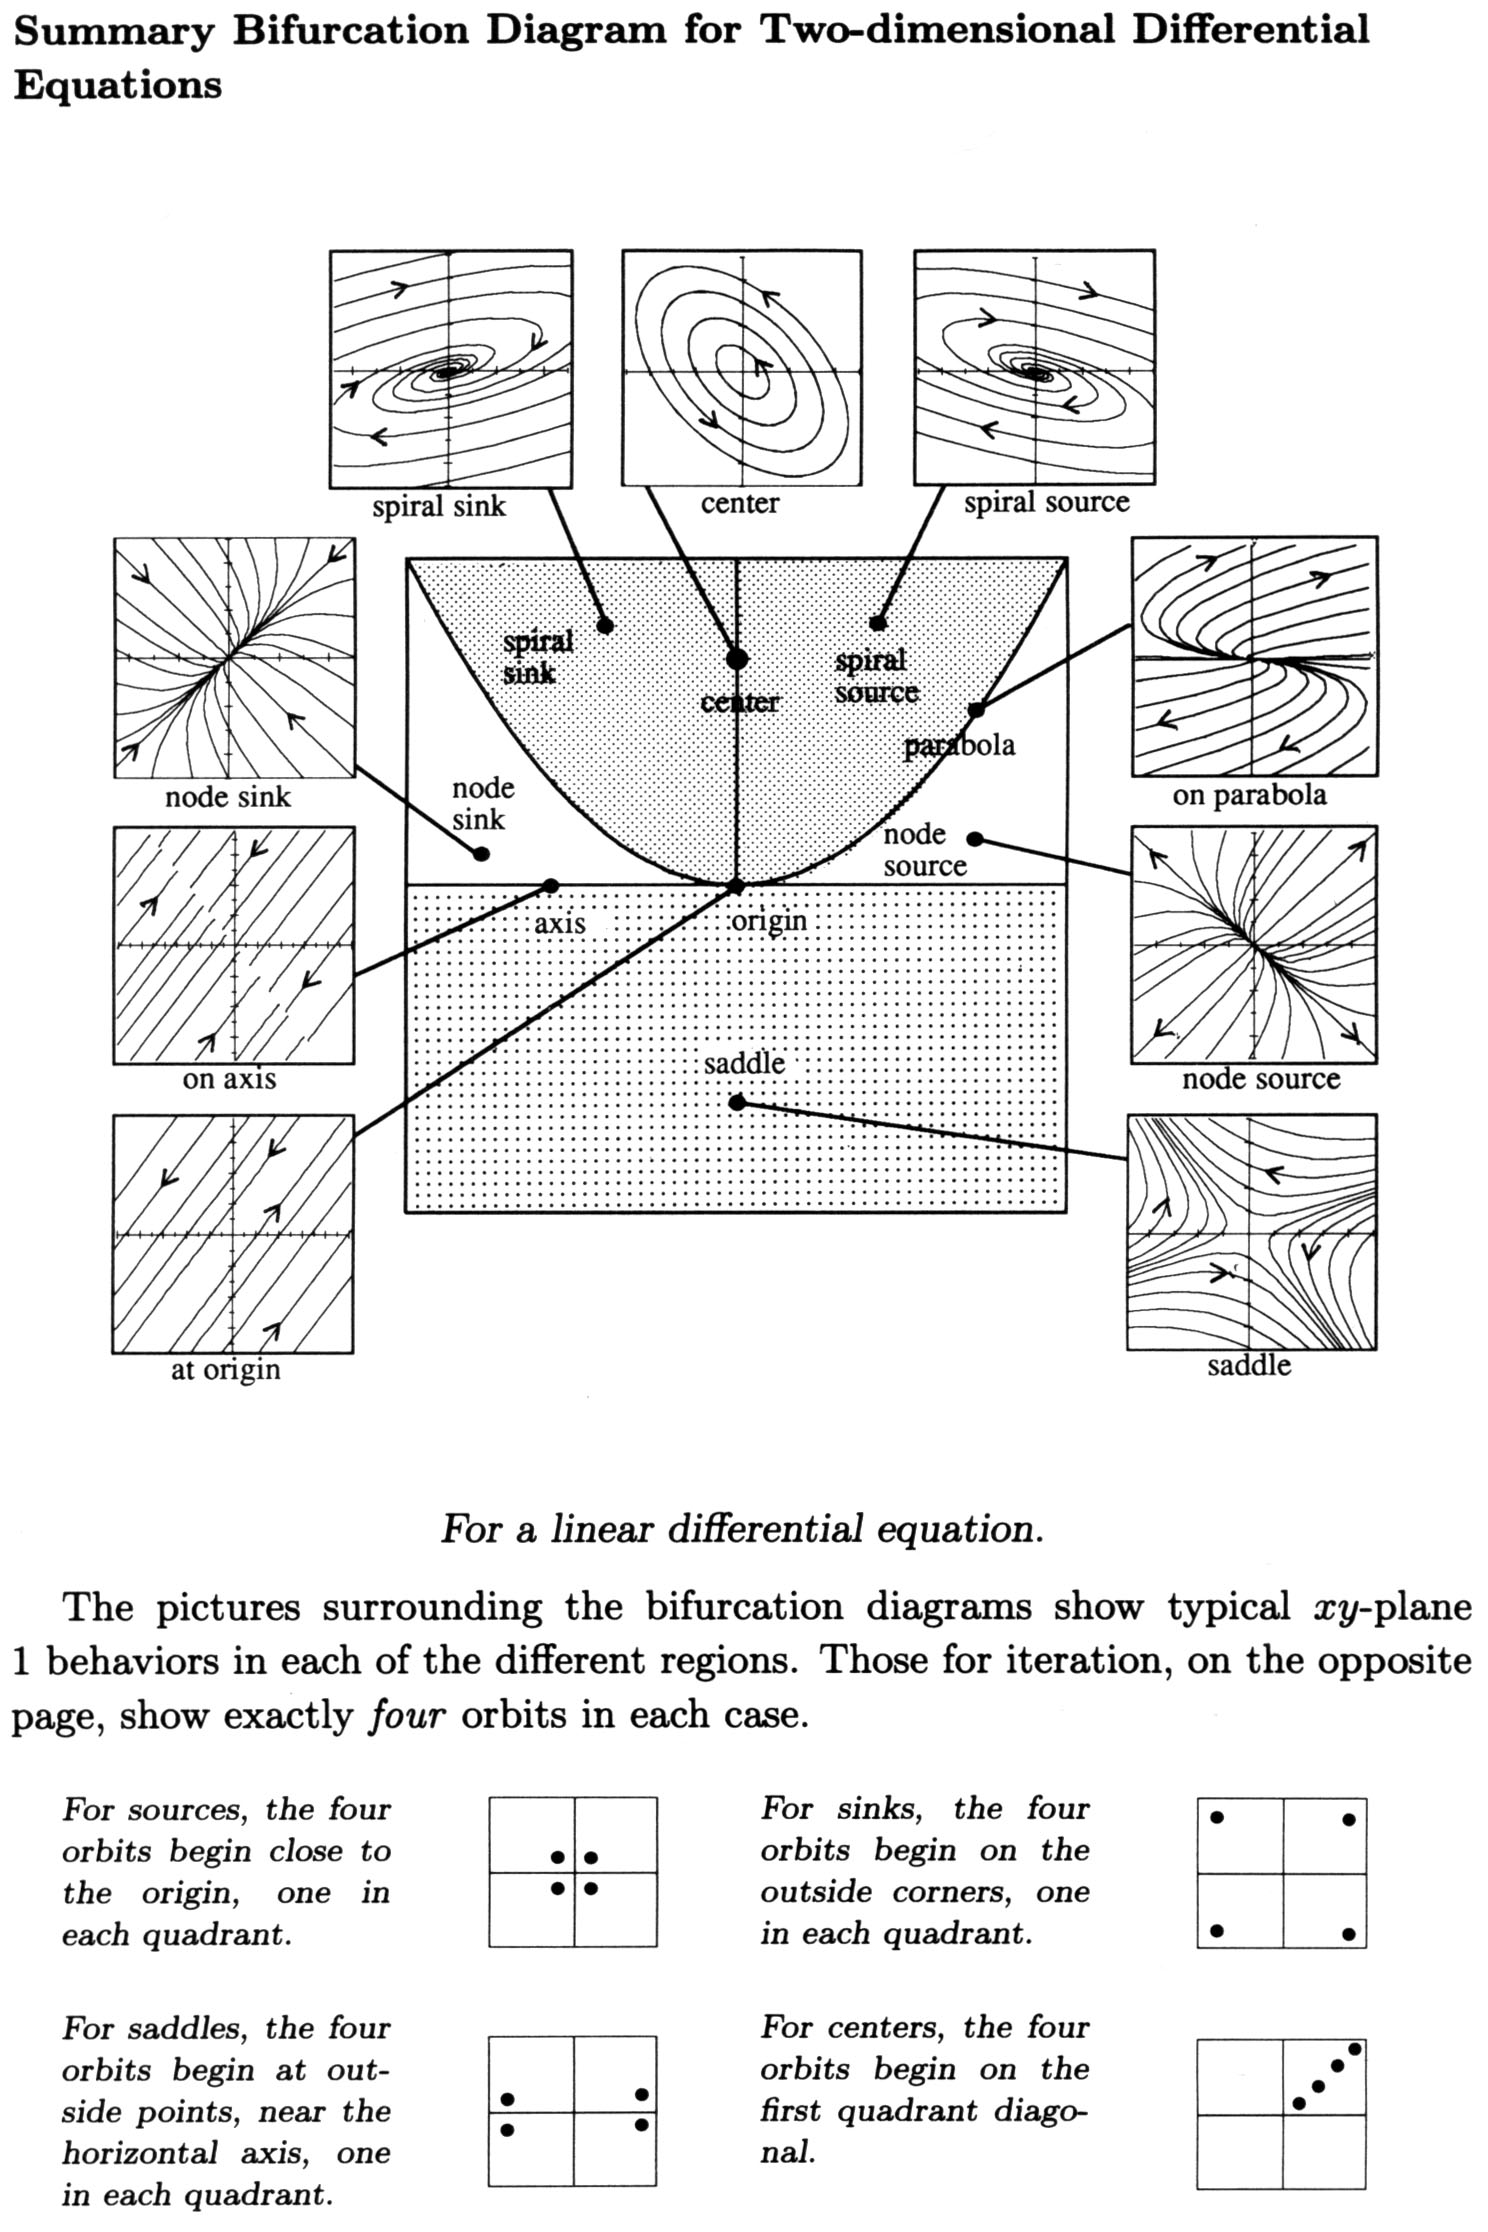 Summary Bifurcation Diagram for Two-dimensional Differential
Equations
spiral sink
center
spiral source
node sink
on parabola
spiral
sink
center
spiral
source
parabola
node
sink
node
source
axis
origin
saddle
on axis
node source
at origin
saddle
For a linear differential equation.
The pictures surrounding the bifurcation diagrams show typical xy-plane
1 behaviors in each of the different regions. Those for iteration, on the opposite
page, show exactly four orbits in each case.
For sources, the four
orbits begin close to
the origin, one in
each quadrant.
For sinks, the four
orbits begin on the
outside corners, one
in each quadrant.
For saddles, the four
orbits begin at out-
side points, near the
horizontal axis, one
in each quadrant.
For centers, the four
orbits begin on the
first quadrant diago-
nal.